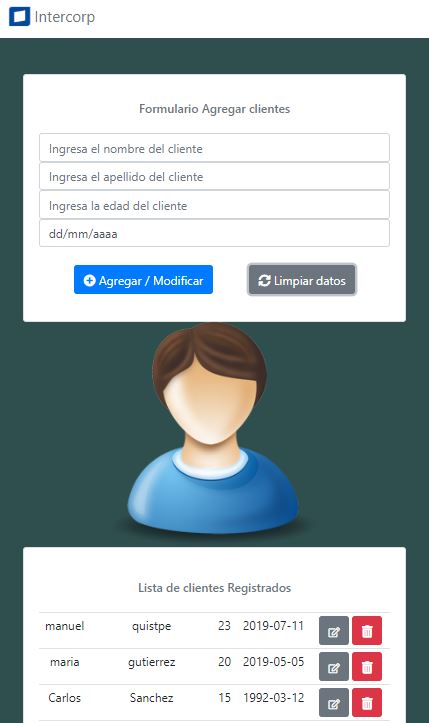 Intercorp
Formulario Agregar clientes
Ingresa el nombre del cliente
Ingresa el apellido del cliente
Ingresa la edad del cliente
dd/mm/aaaa
Agregar / Modificar Limpiar datos
Lista de clientes Registrados
manuel quistpe 23 2019-07-11
maria gutierrez 20 2019-05-05
Carlos Sanchez 15 1992-03-12